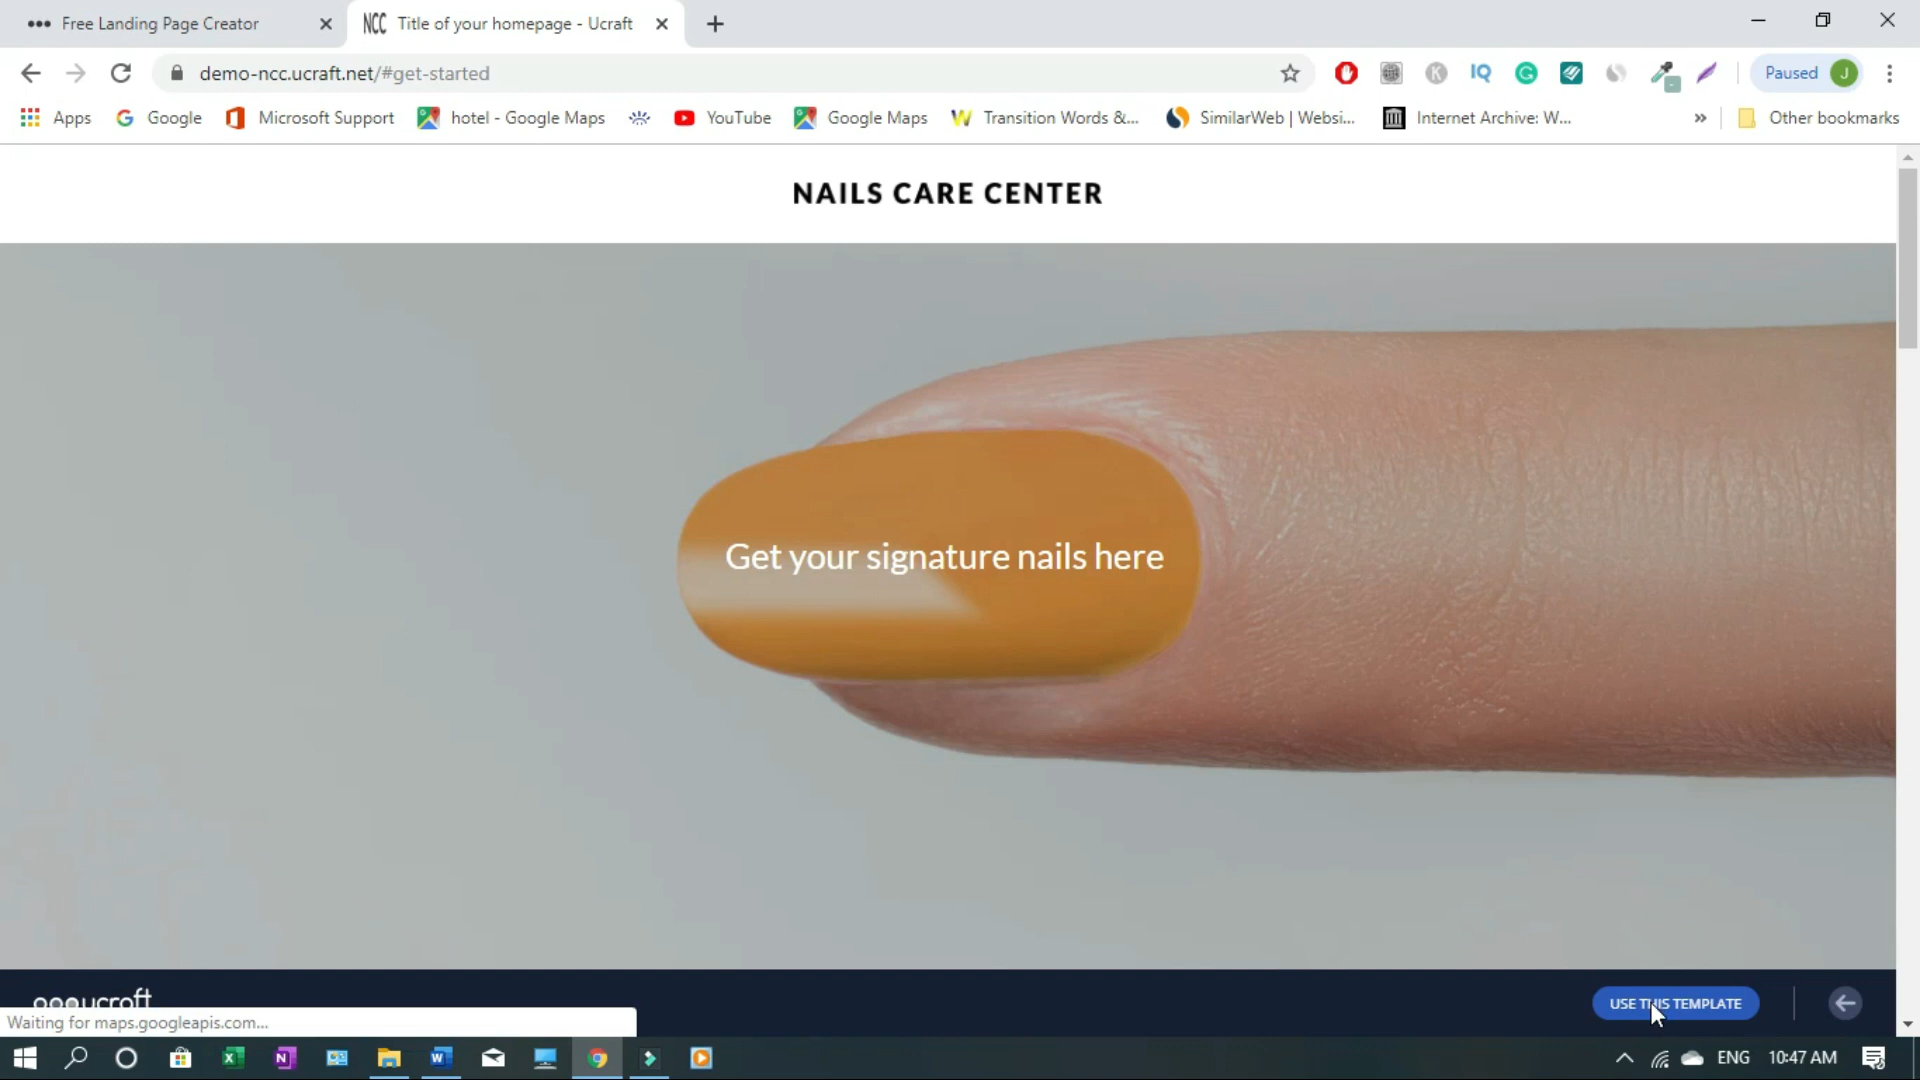 Free Landing Page Creator
NCC Title of your homepage - Ucraft
demo-ncc.ucraft.net/#get-started
K IQ G Paused J
Apps Google Microsoft Support hotel - Google Maps YouTube Google Maps W Transition Words &... SimilarWeb | Websi... Internet Archive: W... » Other bookmarks
NAILS CARE CENTER
Get your signature nails here
ucraft
USE THIS TEMPLATE
Waiting for maps.googleapis.com...
ENG 10:47 AM